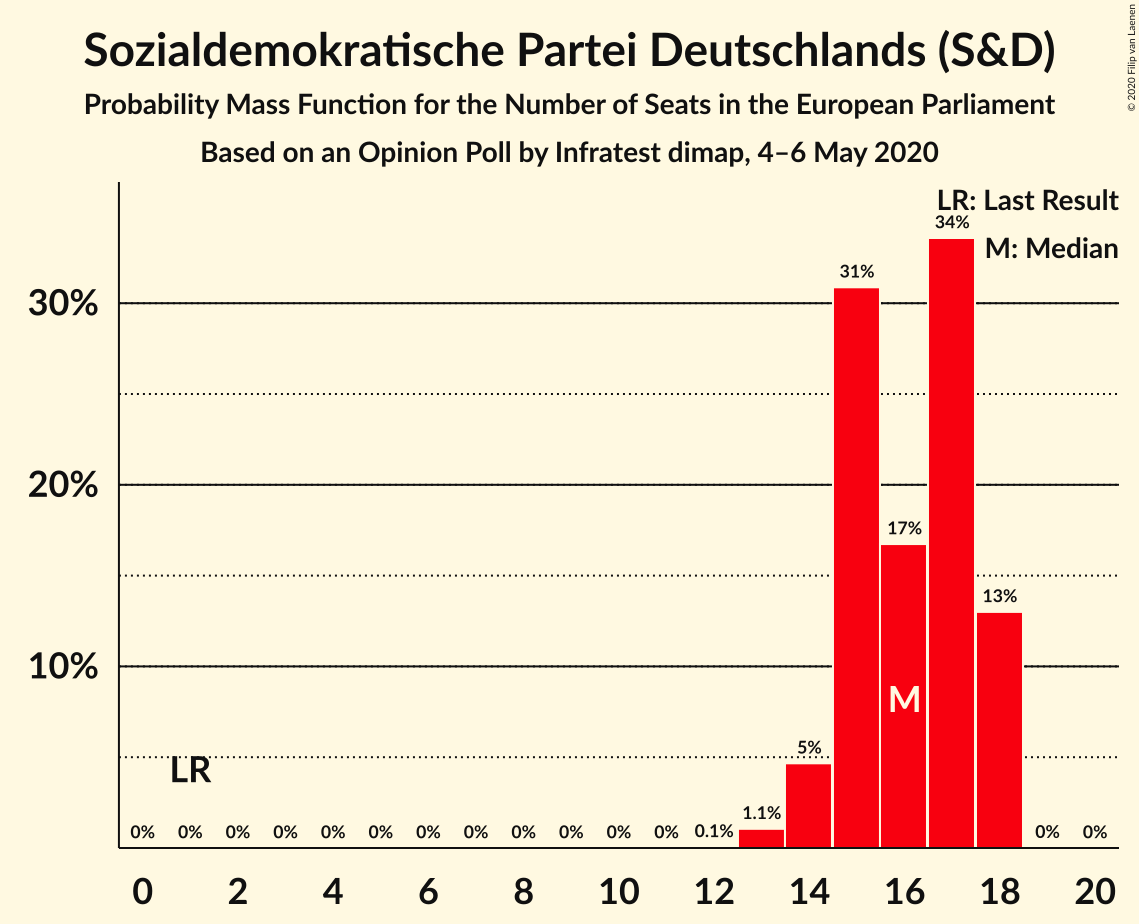 Sozialdemokratische Partei Deutschlands (S&D)
Probability Mass Function for the Number of Seats in the European Parliament
Based on an Opinion Poll by Infratest dimap, 4–6 May 2020
© 2020 Filip van Laenen
LR: Last Result
M: Median
34%
31%
30%
17%
20%
13%
10%
M
5%
LR
1.1%
0% 0% 0% 0% 0% 0% 0% 0% 0% 0% 0% 0% 0.1% 0% 0%
0 2 4 6 8 10 12 14 16 18 20